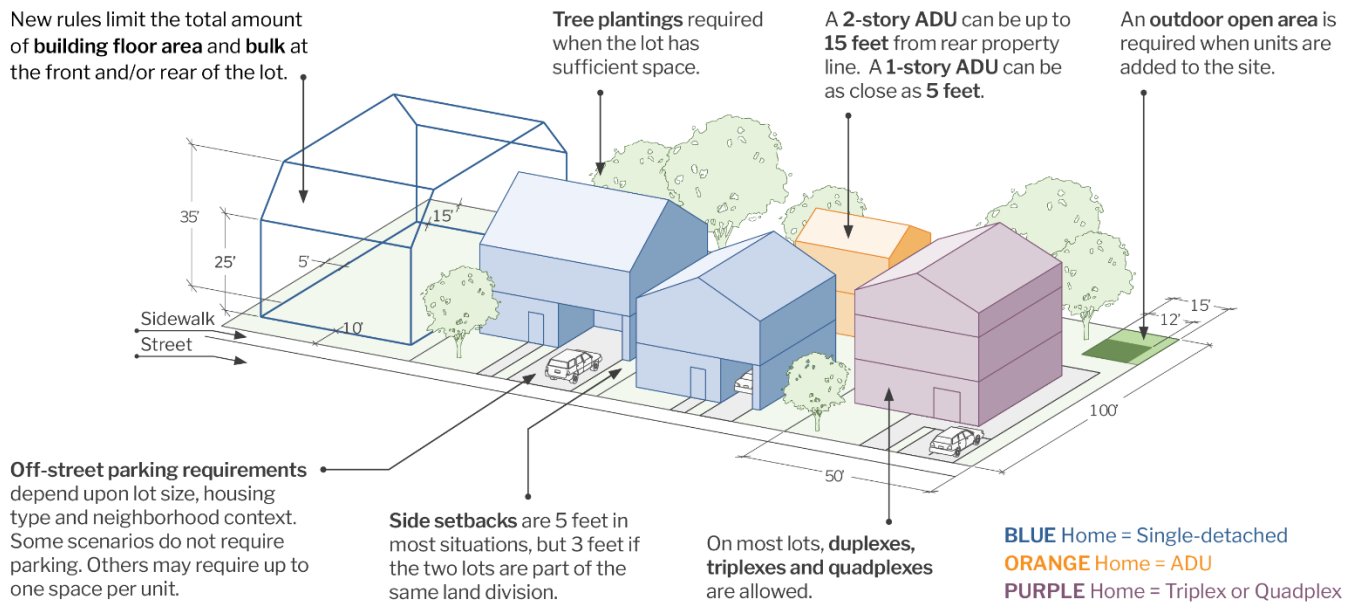 New rules limit the total amount
of building floor area and bulk at
the front and/or rear of the lot.
Tree plantings required
when the lot has
sufficient space.
A 2-story ADU can be up to
15 feet from rear property
line. A 1-story ADU can be
as close as 5 feet.
An outdoor open area is
required when units are
added to the site.
35'
25'
5'
15'
10'
Sidewalk
Street
15'
12'
100'
50'
Off-street parking requirements
depend upon lot size, housing
type and neighborhood context.
Some scenarios do not require
parking. Others may require up to
one space per unit.
Side setbacks are 5 feet in
most situations, but 3 feet if
the two lots are part of the
same land division.
On most lots, duplexes,
triplexes and quadplexes
are allowed.
BLUE Home = Single-detached
ORANGE Home = ADU
PURPLE Home = Triplex or Quadplex